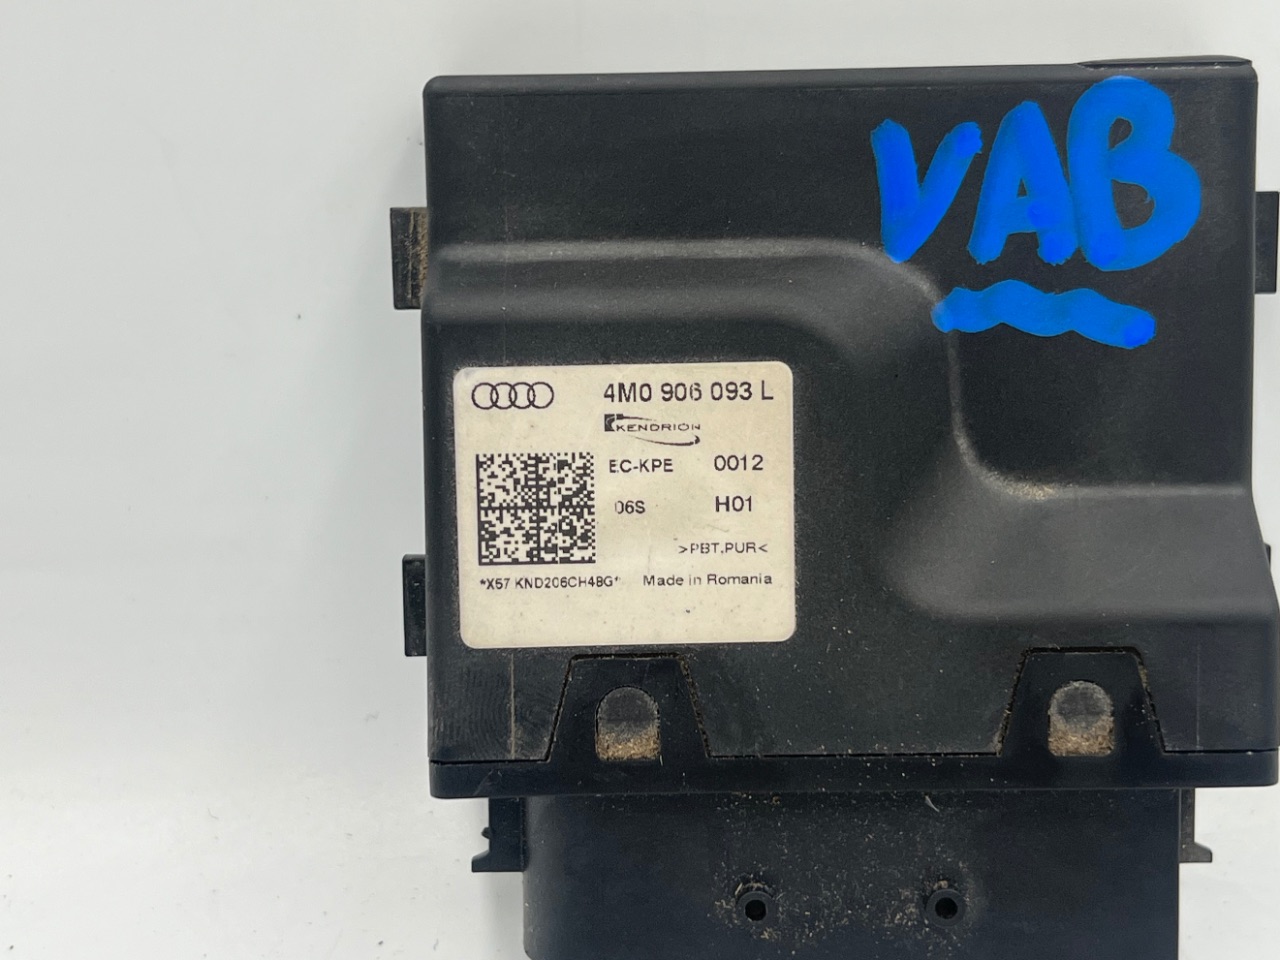 VAB
4M0 906 093 L
KENDRION
EC-KPE 0012
06S H01
>PBT.PUR<
*X57 KND206CH48G* Made in Romania